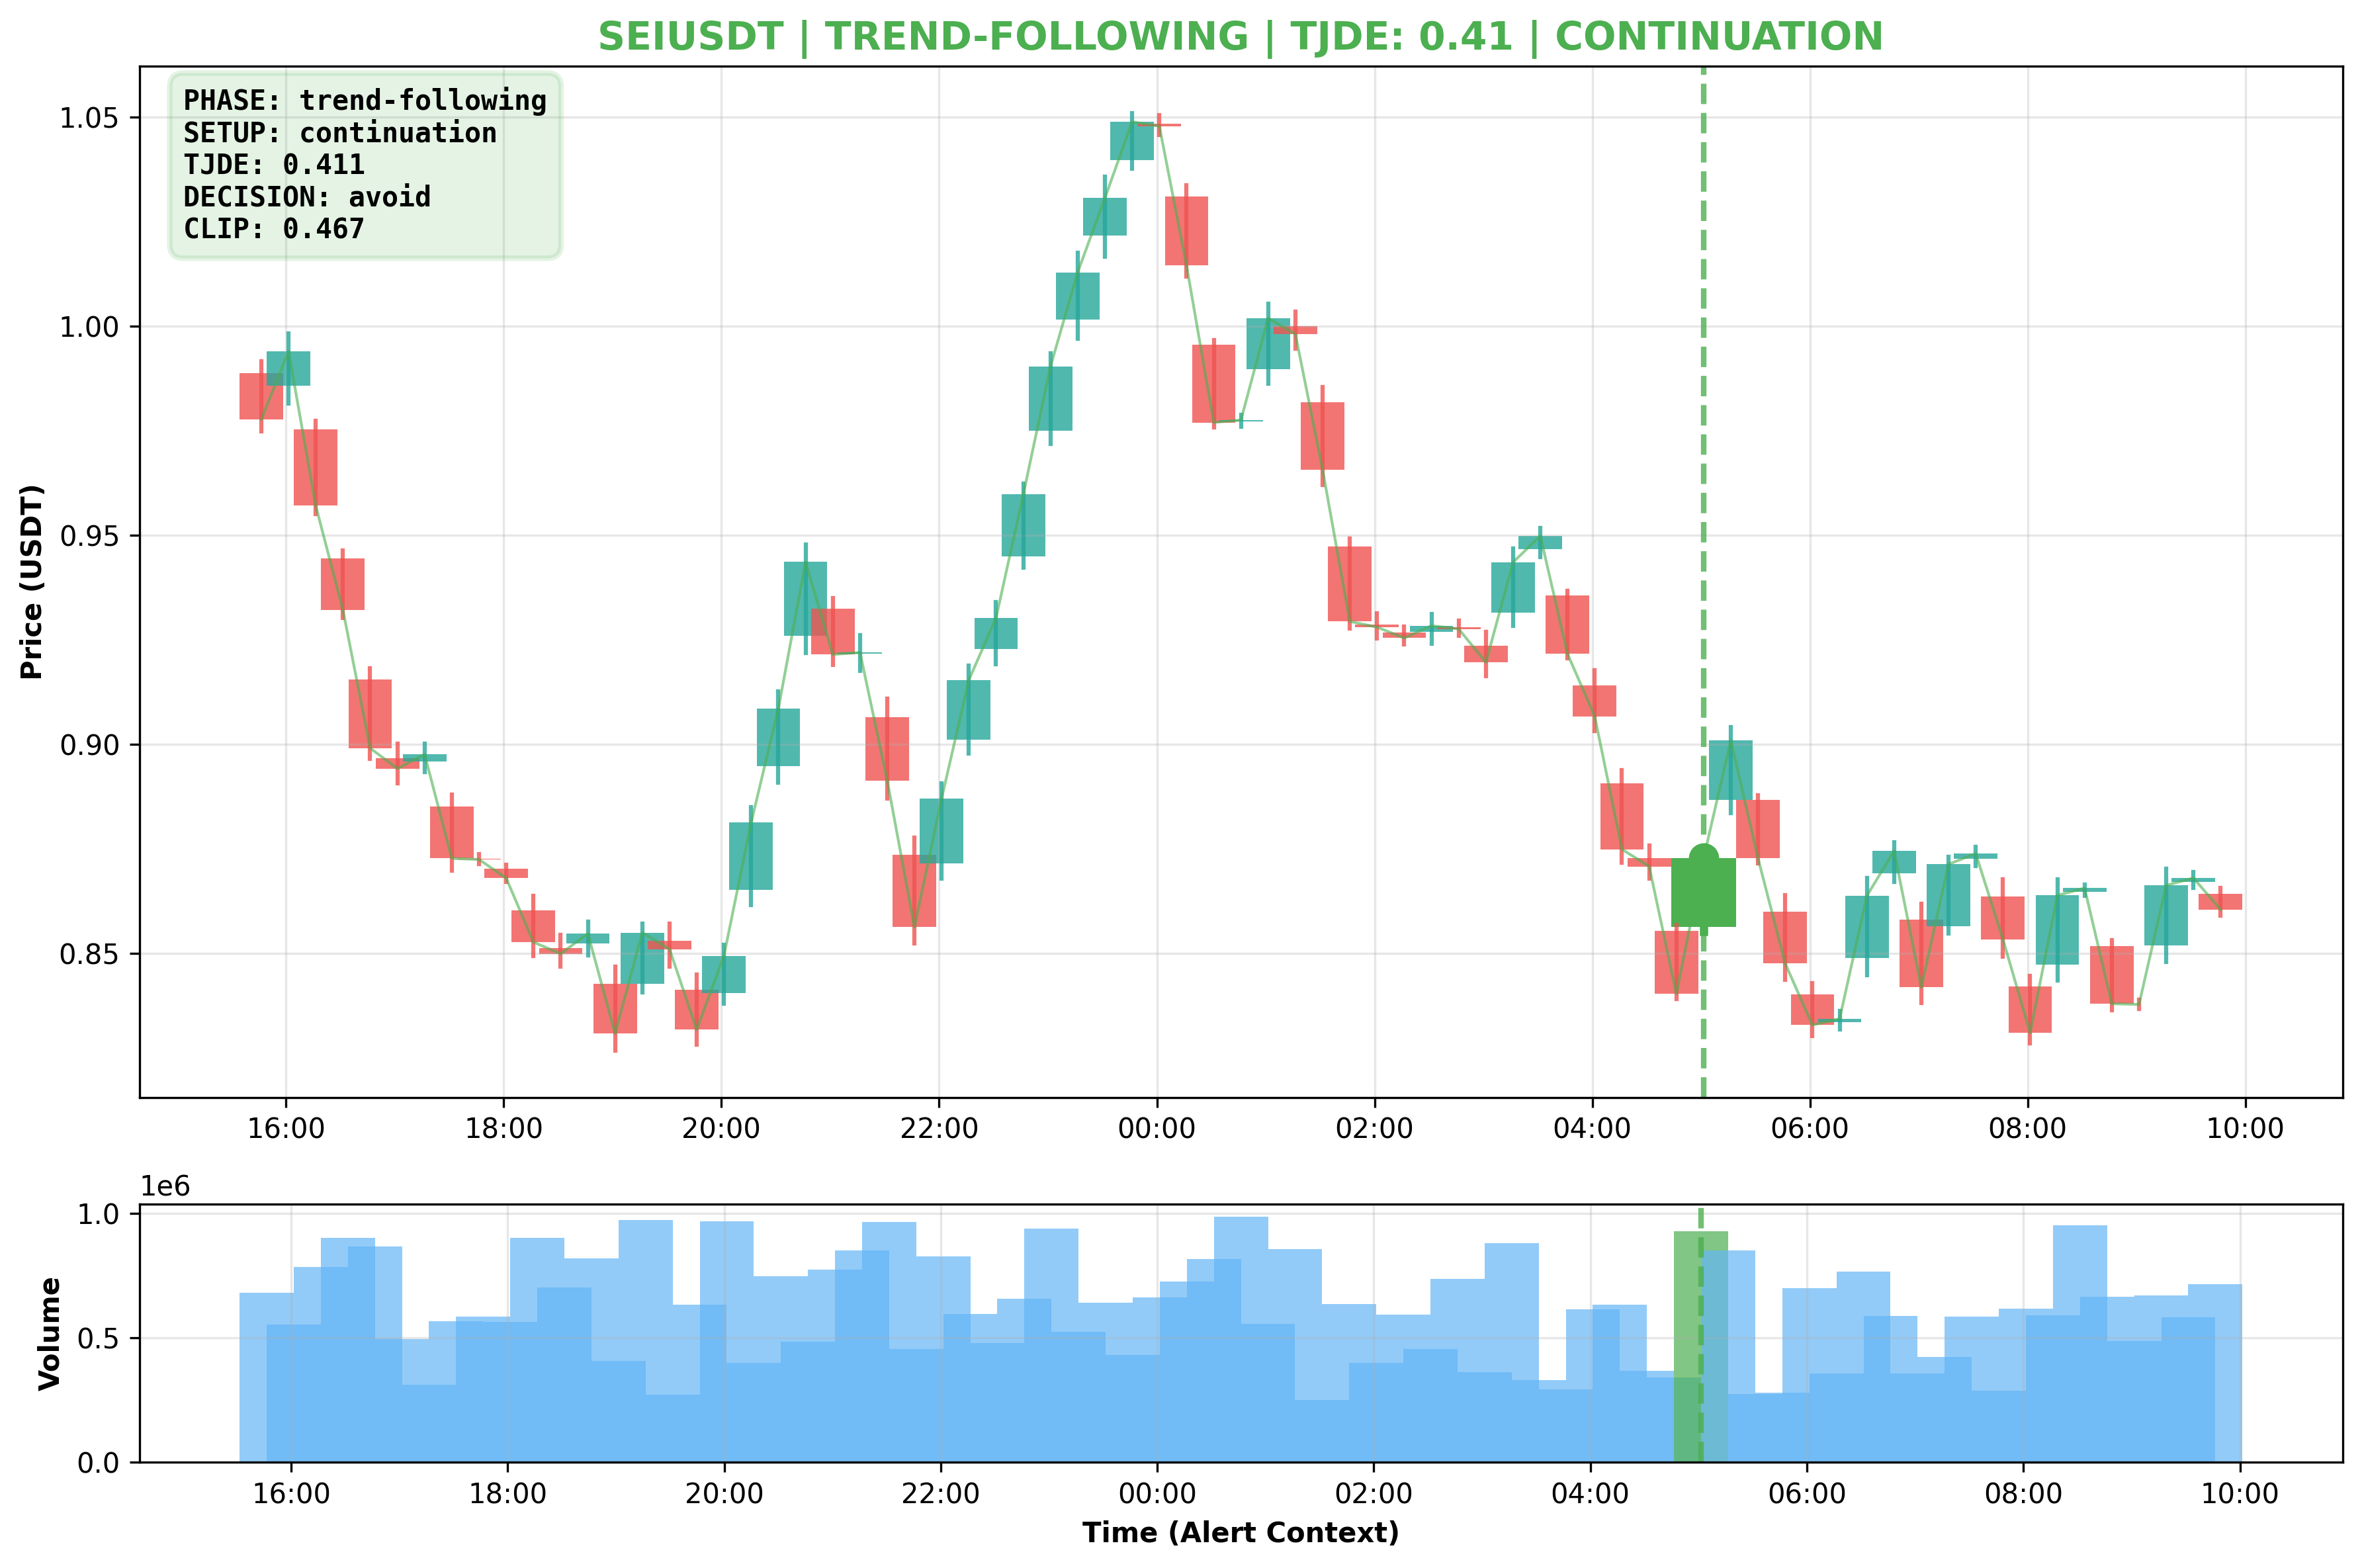 SEIUSDT | TREND-FOLLOWING | TJDE: 0.41 | CONTINUATION
PHASE: trend-following
SETUP: continuation
TJDE: 0.411
DECISION: avoid
CLIP: 0.467
Price (USDT)
1.05
1.00
0.95
0.90
0.85
16:00 18:00 20:00 22:00 00:00 02:00 04:00 06:00 08:00 10:00
1e6
Volume
1.0
0.5
0.0
16:00 18:00 20:00 22:00 00:00 02:00 04:00 06:00 08:00 10:00
Time (Alert Context)